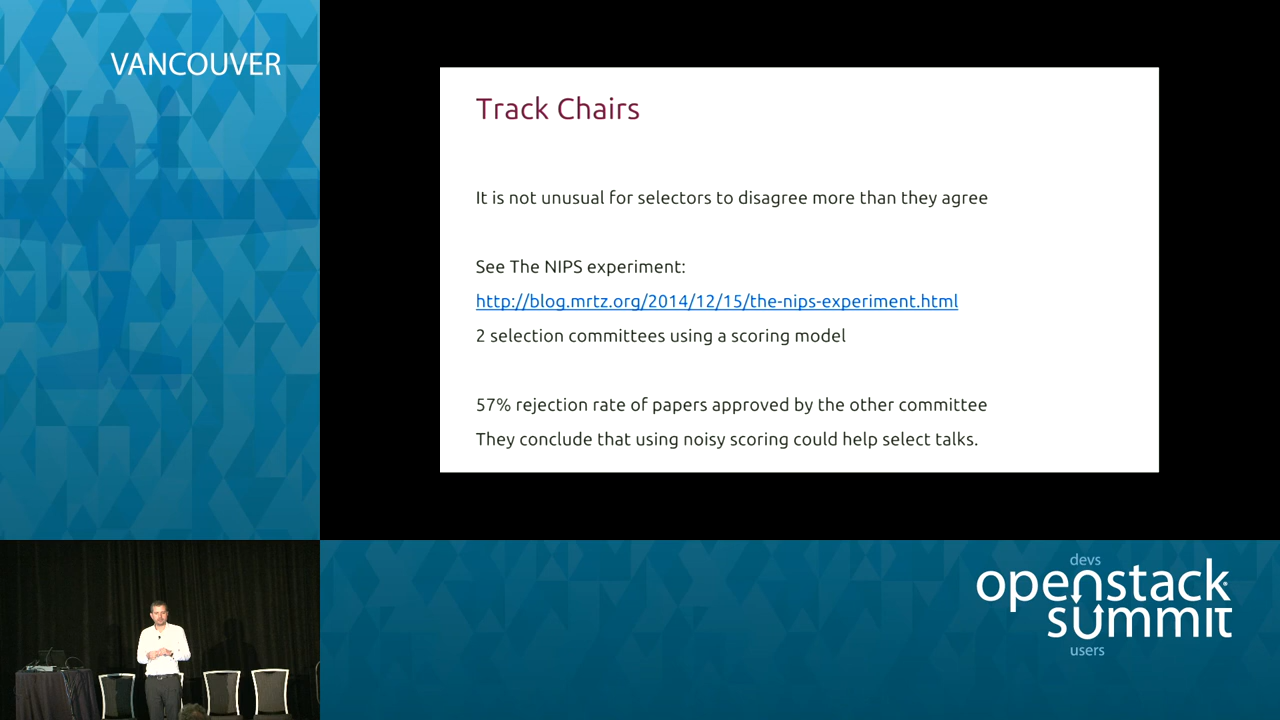 VANCOUVER
Track Chairs
It is not unusual for selectors to disagree more than they agree
See The NIPS experiment:
http://blog.mrtz.org/2014/12/15/the-nips-experiment.html
2 selection committees using a scoring model
57% rejection rate of papers approved by the other committee
They conclude that using noisy scoring could help select talks.
devs
openstack
summit
users